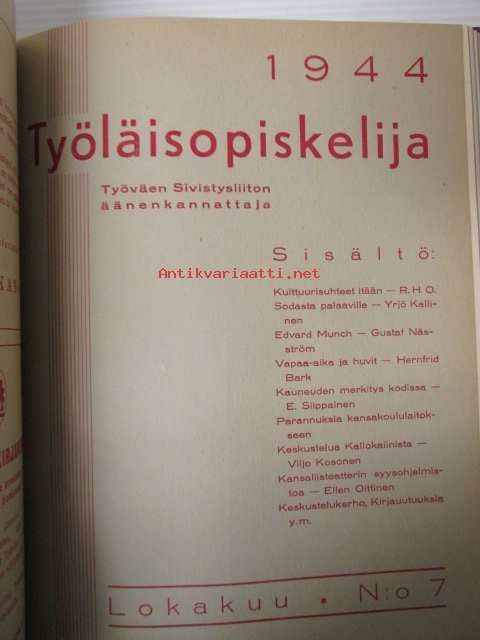 1944
Työläisopiskelija
Työväen Sivistysliiton
äänenkannattaja
Sisältö:
Antikvariaatti.net
Kulttuurisuhteet itään — R. H. O.
Sodasta palaaville — Yrjö Kalli-
nen
Edvard Munch — Gustaf Näs-
ström
Vapaa-aika ja huvit — Hernfrid
Bark
Kauneuden merkitys kodissa —
E. Siippainen
Parannuksia kansakoululaitok-
seen
Keskustelua Kallokaiinista —
Viljo Kosonen
Kansallisteatterin syysohjelmis-
toa — Ellen Oittinen
Keskustelukerho, Kirjauutuuksia
y.m.
Lokakuu • N:o 7